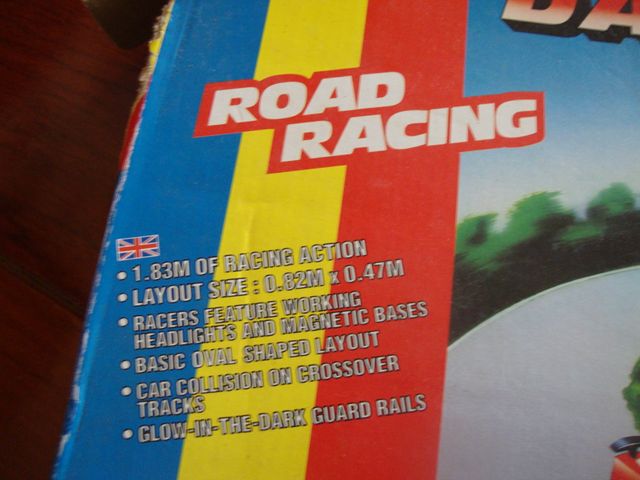 ROAD
RACING
• 1.83M OF RACING ACTION
• LAYOUT SIZE : 0.82M x 0.47M
• RACERS FEATURE WORKING
HEADLIGHTS AND MAGNETIC BASES
• BASIC OVAL SHAPED LAYOUT
• CAR COLLISION ON CROSSOVER
TRACKS
• GLOW-IN-THE-DARK GUARD RAILS